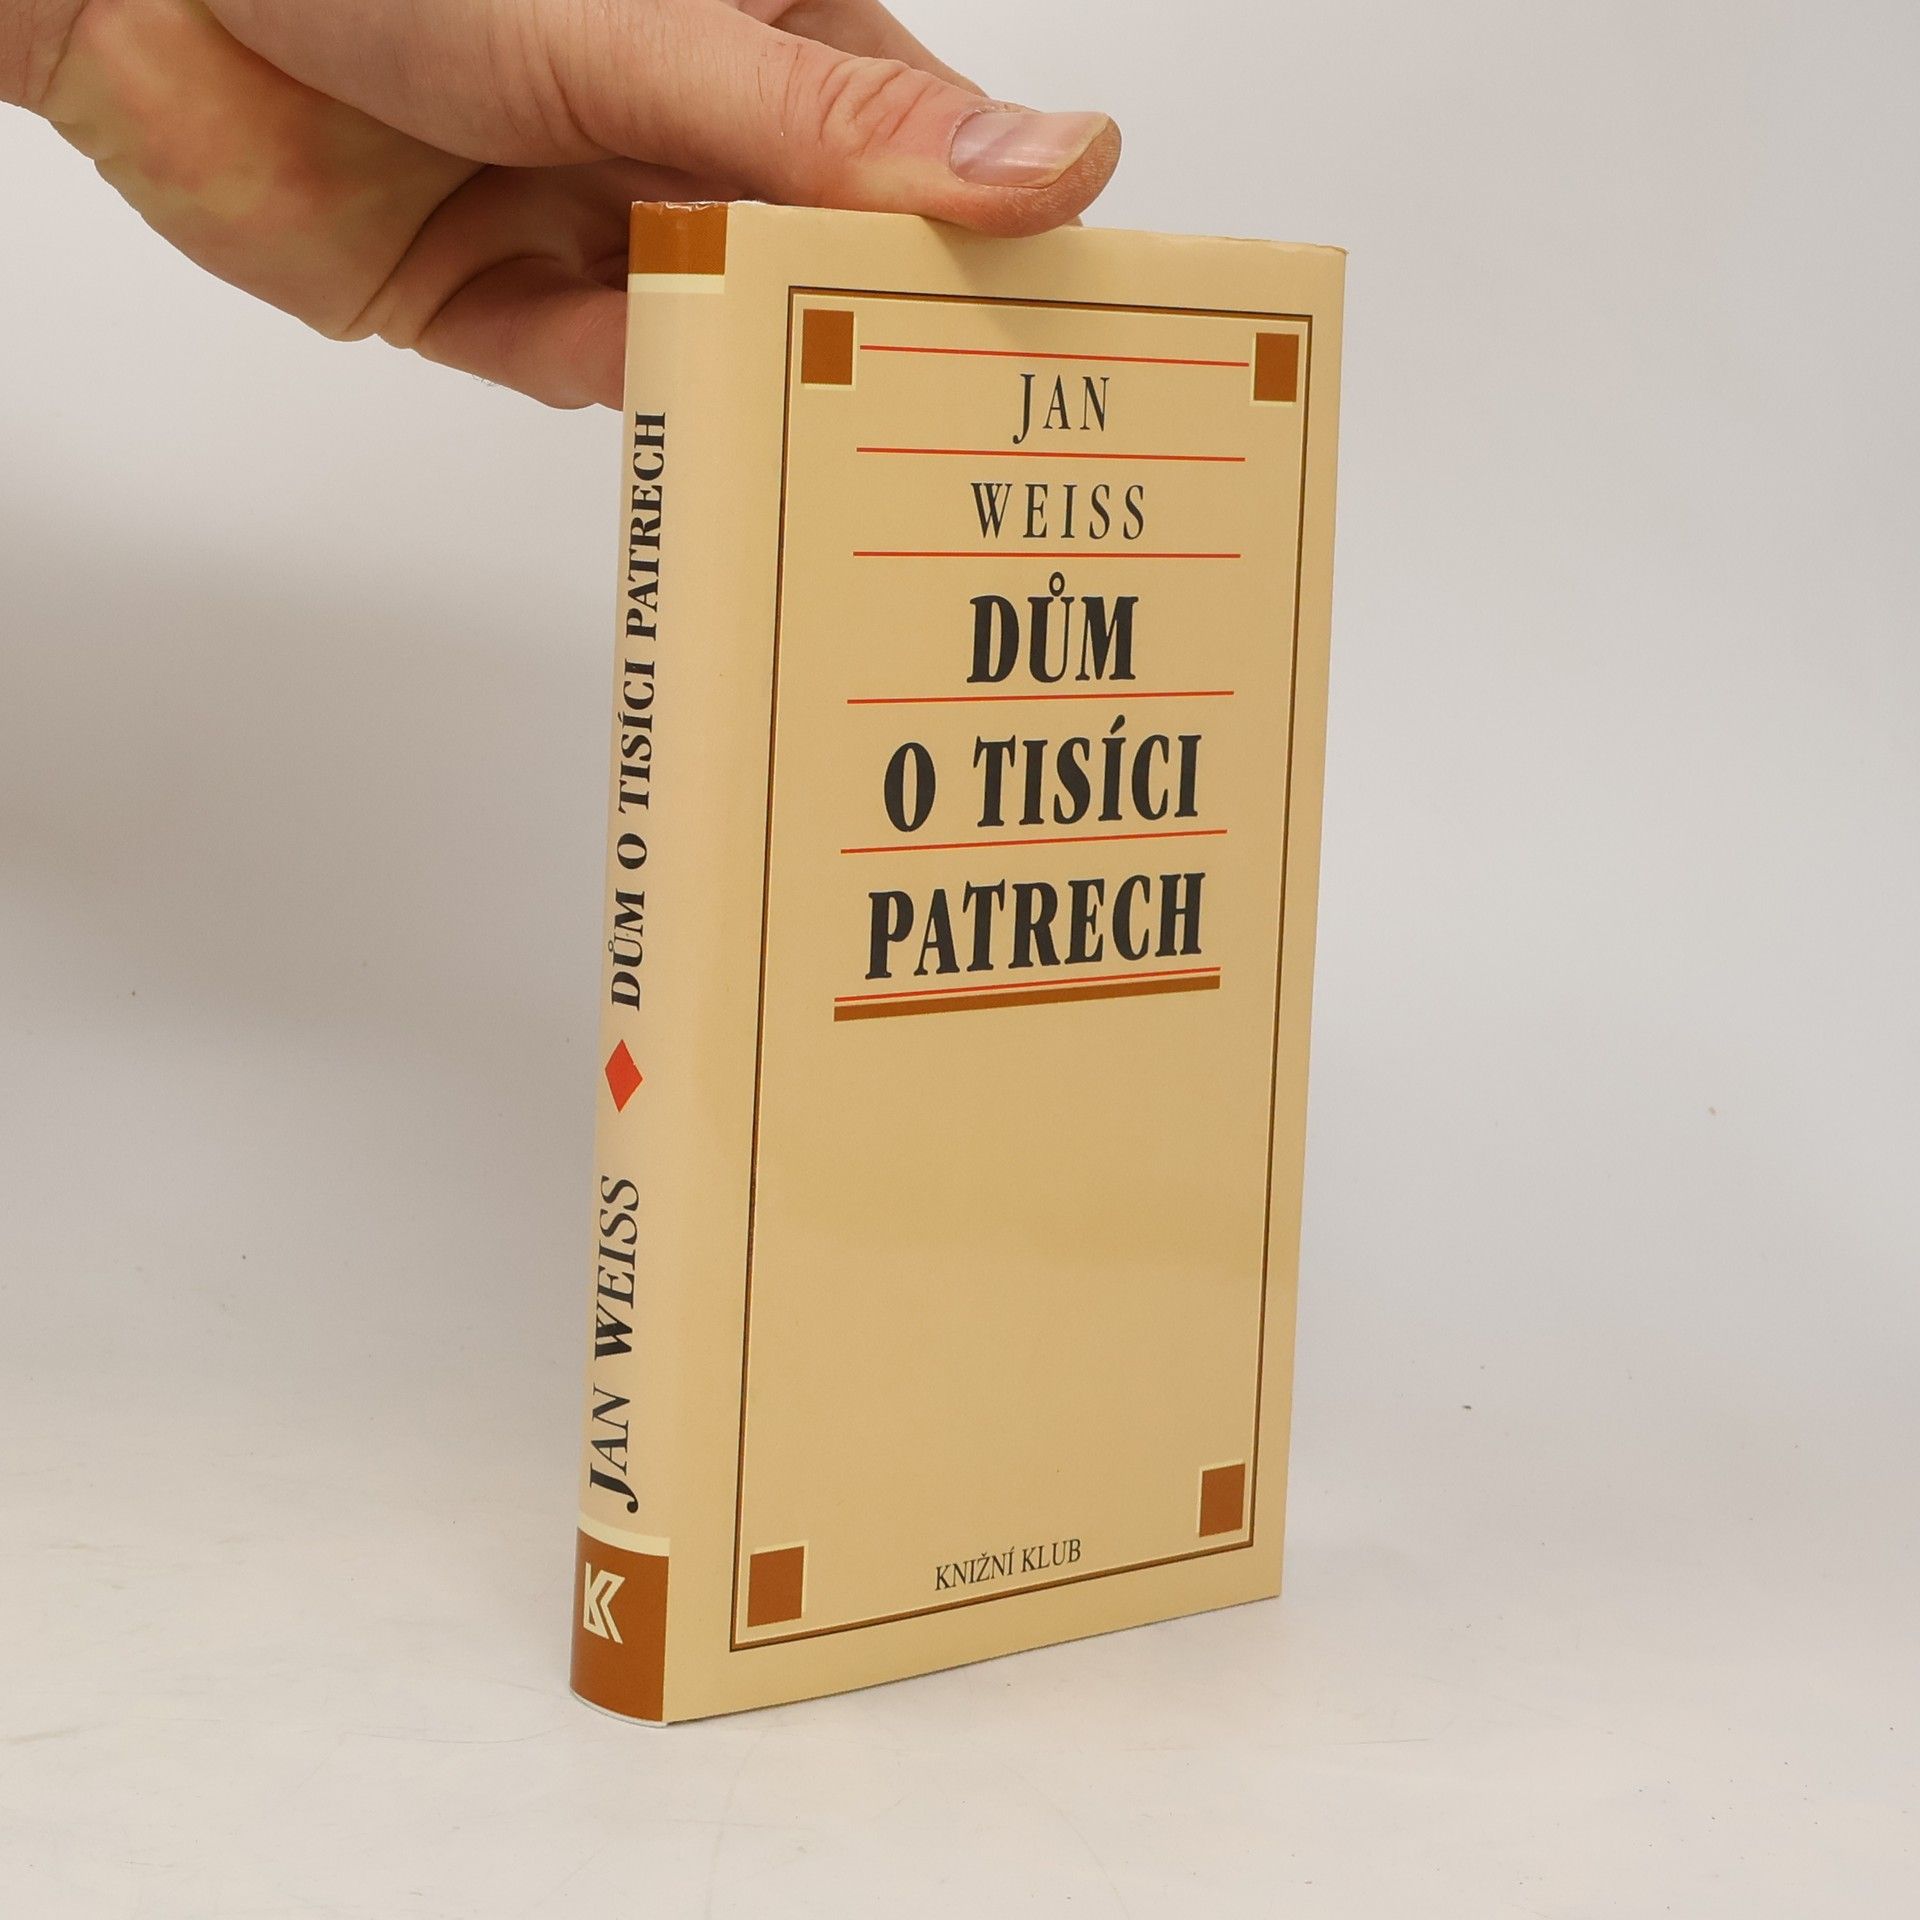 JAN
WEISS
DŮM
O TISÍCI
PATRECH
KNIŽNÍ KLUB
JAN WEISS ♦ DŮM O TISÍCI PATRECH